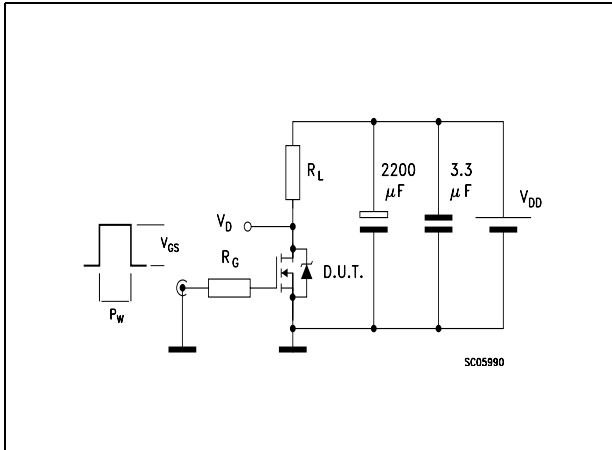 R_L
2200
μF
3.3
μF
V_DD
V_D
V_GS
R_G
D.U.T.
P_W
SC05990